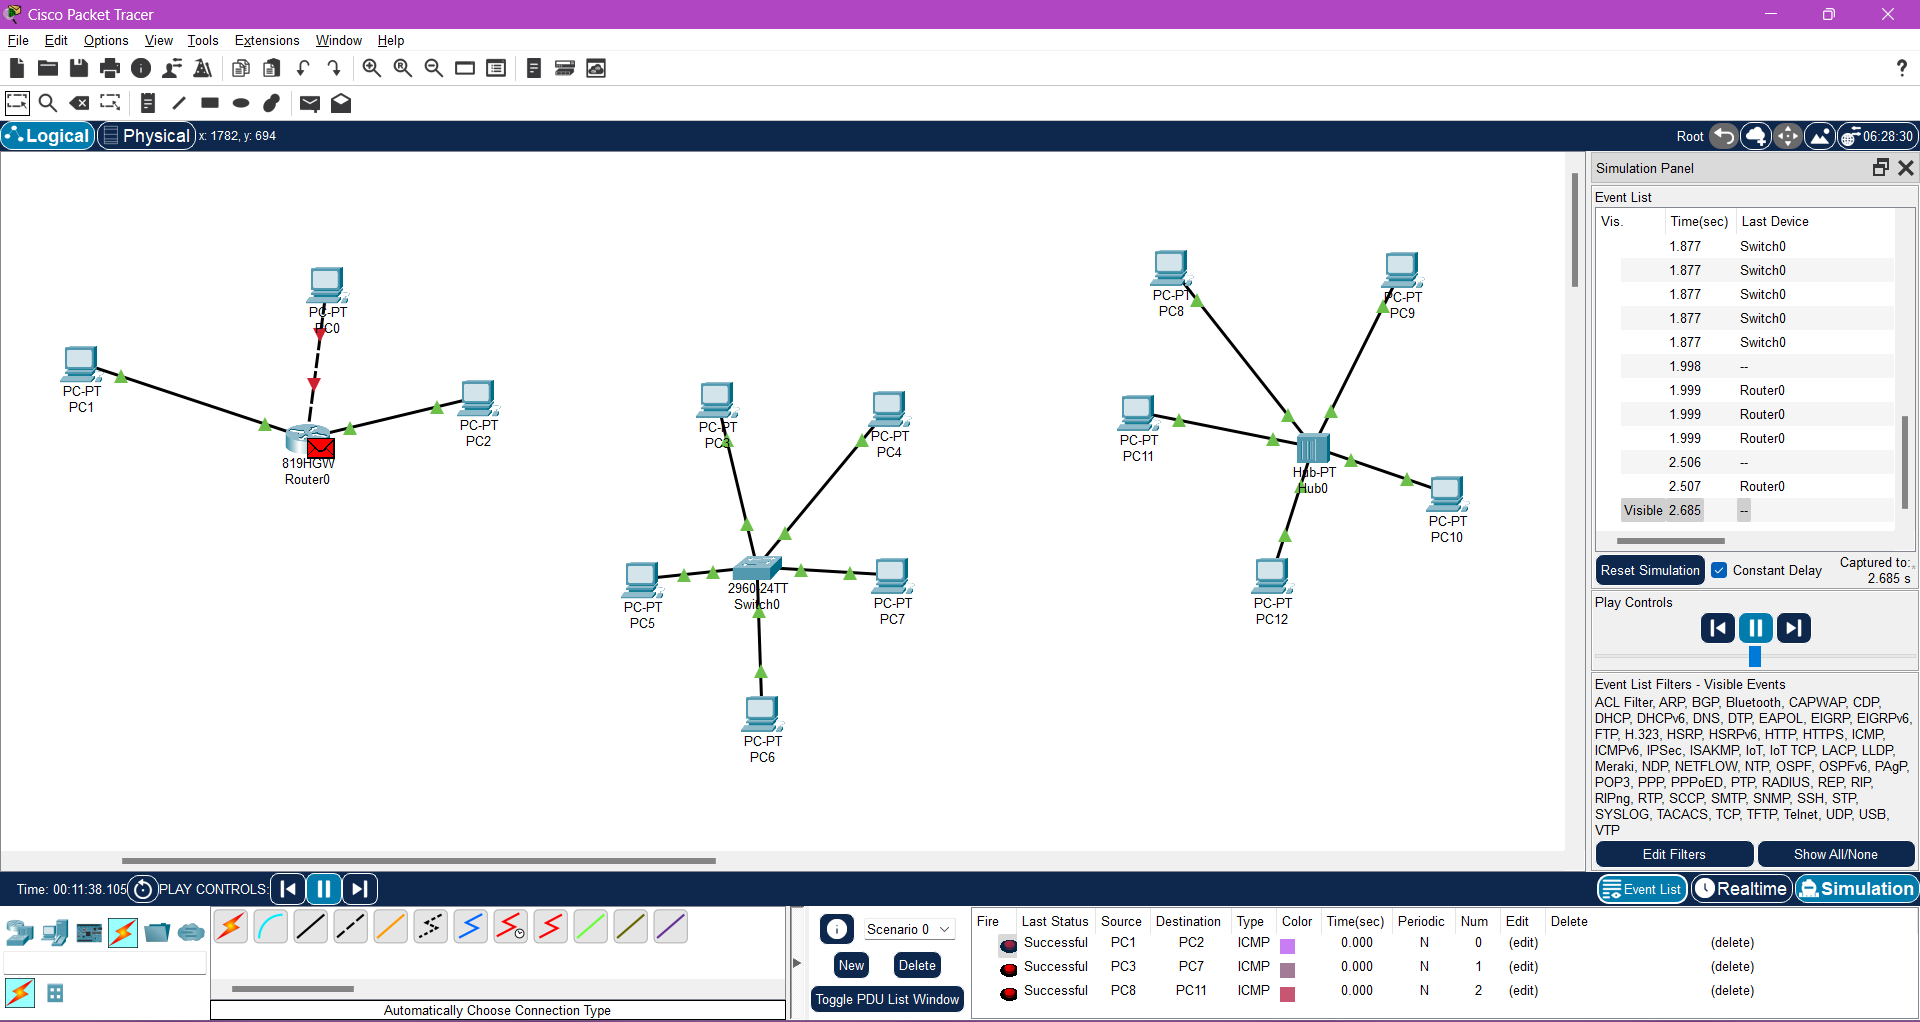 Cisco Packet Tracer
File Edit Options View Tools Extensions Window Help
?
Logical Physical x: 1782, y: 694 Root 06:28:30
PC-PT
PC0
PC-PT
PC1
PC-PT
PC2
819HGW
Router0
PC-PT
PC3
PC-PT
PC4
PC-PT
PC5
2960-24TT
Switch0
PC-PT
PC7
PC-PT
PC6
PC-PT
PC8
PC-PT
PC9
PC-PT
PC11
Hub-PT
Hub0
PC-PT
PC10
PC-PT
PC12
Simulation Panel
Event List
Vis. Time(sec) Last Device
1.877 Switch0
1.877 Switch0
1.877 Switch0
1.877 Switch0
1.877 Switch0
1.998 --
1.999 Router0
1.999 Router0
1.999 Router0
2.506 --
2.507 Router0
Visible 2.685 --
Reset Simulation Constant Delay Captured to:
2.685 s
Play Controls
Event List Filters - Visible Events
ACL Filter, ARP, BGP, Bluetooth, CAPWAP, CDP,
DHCP, DHCPv6, DNS, DTP, EAPOL, EIGRP, EIGRPv6,
FTP, H.323, HSRP, HSRPv6, HTTP, HTTPS, ICMP,
ICMPv6, IPSec, ISAKMP, IoT, IoT TCP, LACP, LLDP,
Meraki, NDP, NETFLOW, NTP, OSPF, OSPFv6, PAgP,
POP3, PPP, PPPoED, PTP, RADIUS, REP, RIP,
RIPng, RTP, SCCP, SMTP, SNMP, SSH, STP,
SYSLOG, TACACS, TCP, TFTP, Telnet, UDP, USB,
VTP
Edit Filters Show All/None
Time: 00:11:38.105 PLAY CONTROLS: Event List Realtime Simulation
Automatically Choose Connection Type
Scenario 0
New Delete
Toggle PDU List Window
Fire Last Status Source Destination Type Color Time(sec) Periodic Num Edit Delete
Successful PC1 PC2 ICMP 0.000 N 0 (edit) (delete)
Successful PC3 PC7 ICMP 0.000 N 1 (edit) (delete)
Successful PC8 PC11 ICMP 0.000 N 2 (edit) (delete)